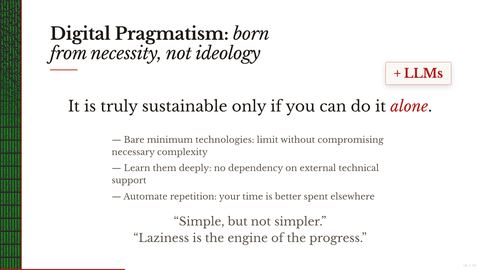 Digital Pragmatism: born
from necessity, not ideology
+ LLMs
It is truly sustainable only if you can do it alone.
— Bare minimum technologies: limit without compromising
necessary complexity
— Learn them deeply: no dependency on external technical
support
— Automate repetition: your time is better spent elsewhere
“Simple, but not simpler.”
“Laziness is the engine of the progress.”